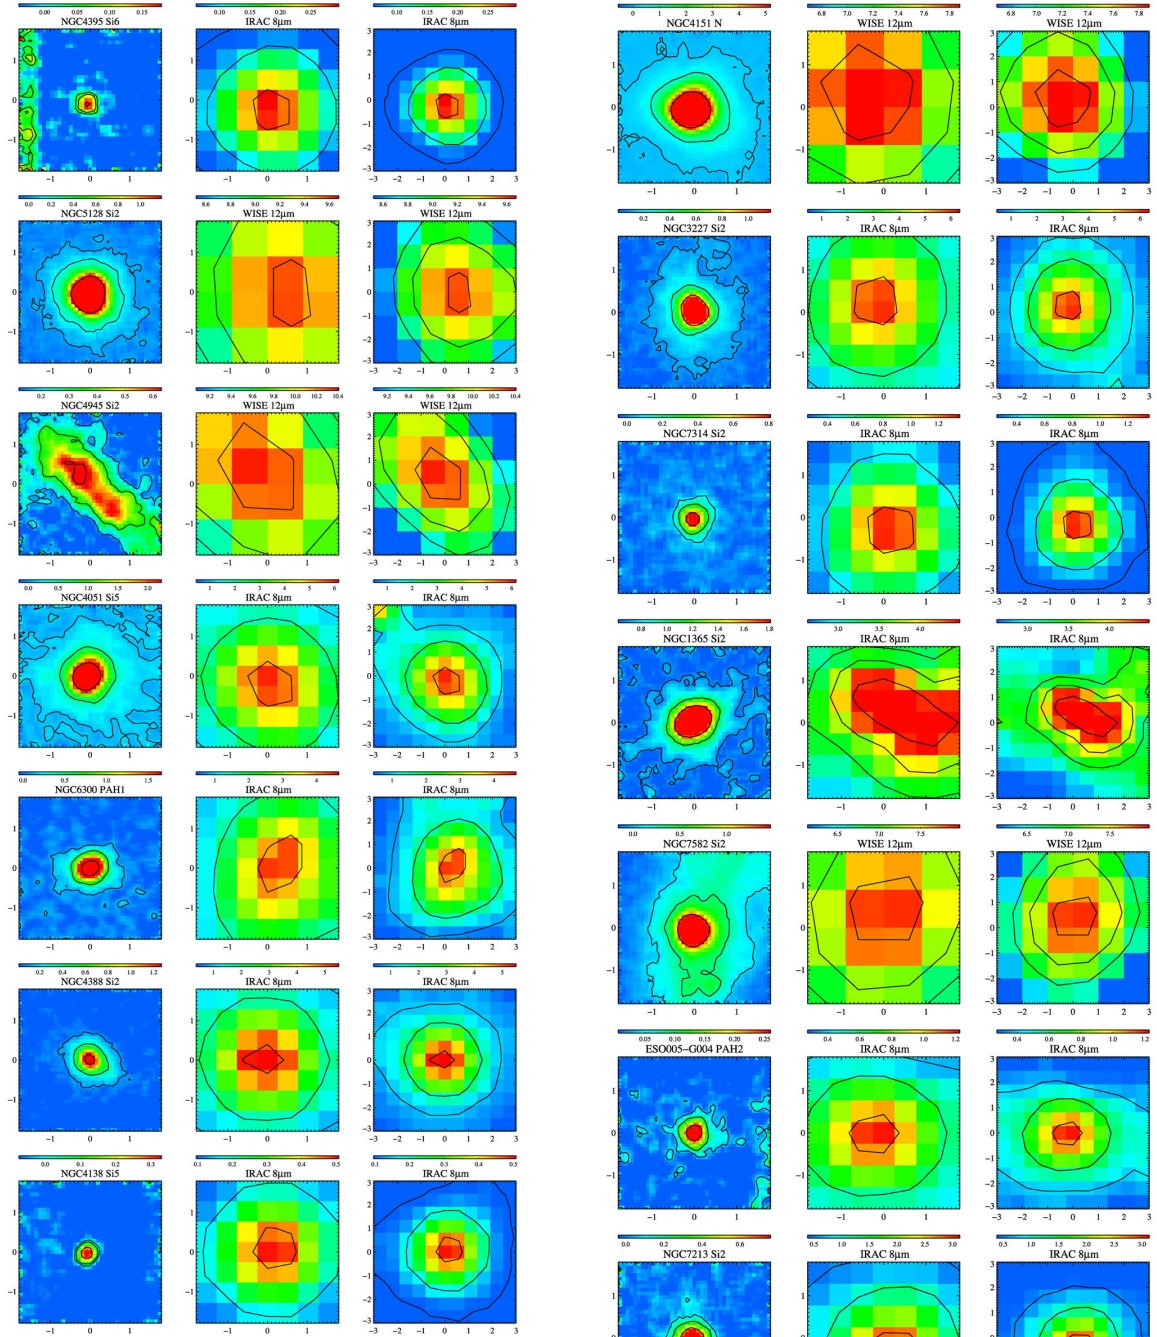 0.00 0.05 0.10 0.15
NGC4395 Si6
0.10 0.15 0.20 0.25
IRAC 8μm
0.10 0.15 0.20 0.25
IRAC 8μm
0.0 0.2 0.4 0.6 0.8 1.0
NGC5128 Si2
8.6 8.8 9.0 9.2 9.4 9.6
WISE 12μm
8.6 8.8 9.0 9.2 9.4 9.6
WISE 12μm
0.2 0.3 0.4 0.5 0.6
NGC4945 Si2
9.2 9.4 9.6 9.8 10.0 10.2 10.4
WISE 12μm
9.2 9.4 9.6 9.8 10.0 10.2 10.4
WISE 12μm
0.0 0.5 1.0 1.5 2.0
NGC4051 Si5
1 2 3 4 5 6
IRAC 8μm
1 2 3 4 5 6
IRAC 8μm
0.0 0.5 1.0 1.5
NGC6300 PAH1
1 2 3 4
IRAC 8μm
1 2 3 4
IRAC 8μm
0.2 0.4 0.6 0.8 1.0 1.2
NGC4388 Si2
1 2 3 4 5
IRAC 8μm
1 2 3 4 5
IRAC 8μm
0.0 0.1 0.2 0.3
NGC4138 Si5
0.1 0.2 0.3 0.4 0.5
IRAC 8μm
0.1 0.2 0.3 0.4 0.5
IRAC 8μm
0 1 2 3 4 5
NGC4151 N
6.8 7.0 7.2 7.4 7.6 7.8
WISE 12μm
6.8 7.0 7.2 7.4 7.6 7.8
WISE 12μm
0.2 0.4 0.6 0.8 1.0
NGC3227 Si2
1 2 3 4 5 6
IRAC 8μm
1 2 3 4 5 6
IRAC 8μm
0.0 0.2 0.4 0.6 0.8
NGC7314 Si2
0.4 0.6 0.8 1.0 1.2
IRAC 8μm
0.4 0.6 0.8 1.0 1.2
IRAC 8μm
0.8 1.0 1.2 1.4 1.6 1.8
NGC1365 Si2
3.0 3.5 4.0
IRAC 8μm
3.0 3.5 4.0
IRAC 8μm
0.0 0.5 1.0
NGC7582 Si2
6.5 7.0 7.5
WISE 12μm
6.5 7.0 7.5
WISE 12μm
0.05 0.10 0.15 0.20 0.25
ESO005−G004 PAH2
0.4 0.6 0.8 1.0 1.2
IRAC 8μm
0.4 0.6 0.8 1.0 1.2
IRAC 8μm
0.0 0.2 0.4 0.6
NGC7213 Si2
0.5 1.0 1.5 2.0 2.5 3.0
IRAC 8μm
0.5 1.0 1.5 2.0 2.5 3.0
IRAC 8μm